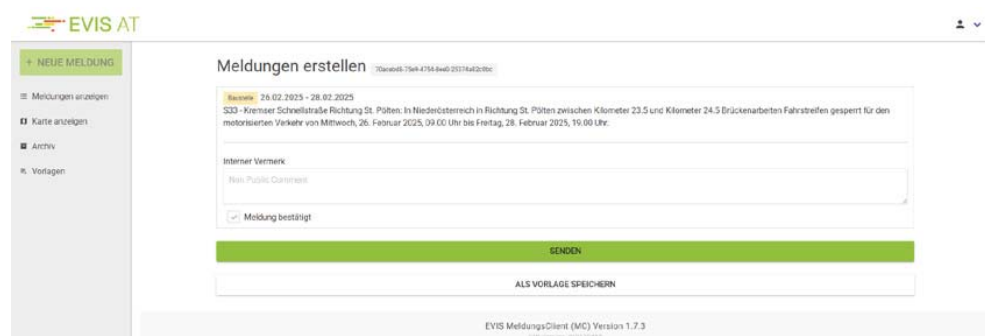 EVIS AT
+ NEUE MELDUNG
Meldungen anzeigen
Karte anzeigen
Archiv
Vorlagen
Meldungen erstellen
Baustelle 26.02.2025 - 28.02.2025
S33 - Kremser Schnellstraße Richtung St. Pölten: In Niederösterreich in Richtung St. Pölten zwischen Kilometer 23.5 und Kilometer 24.5 Brückenarbeiten Fahrstreifen gesperrt für den
motorisierten Verkehr von Mittwoch, 26. Februar 2025, 09.00 Uhr bis Freitag, 28. Februar 2025, 19.00 Uhr.
Interner Vermerk
Non Public Comment
Meldung bestätigt
SENDEN
ALS VORLAGE SPEICHERN
EVIS MeldungsClient (MC) Version 1.7.3